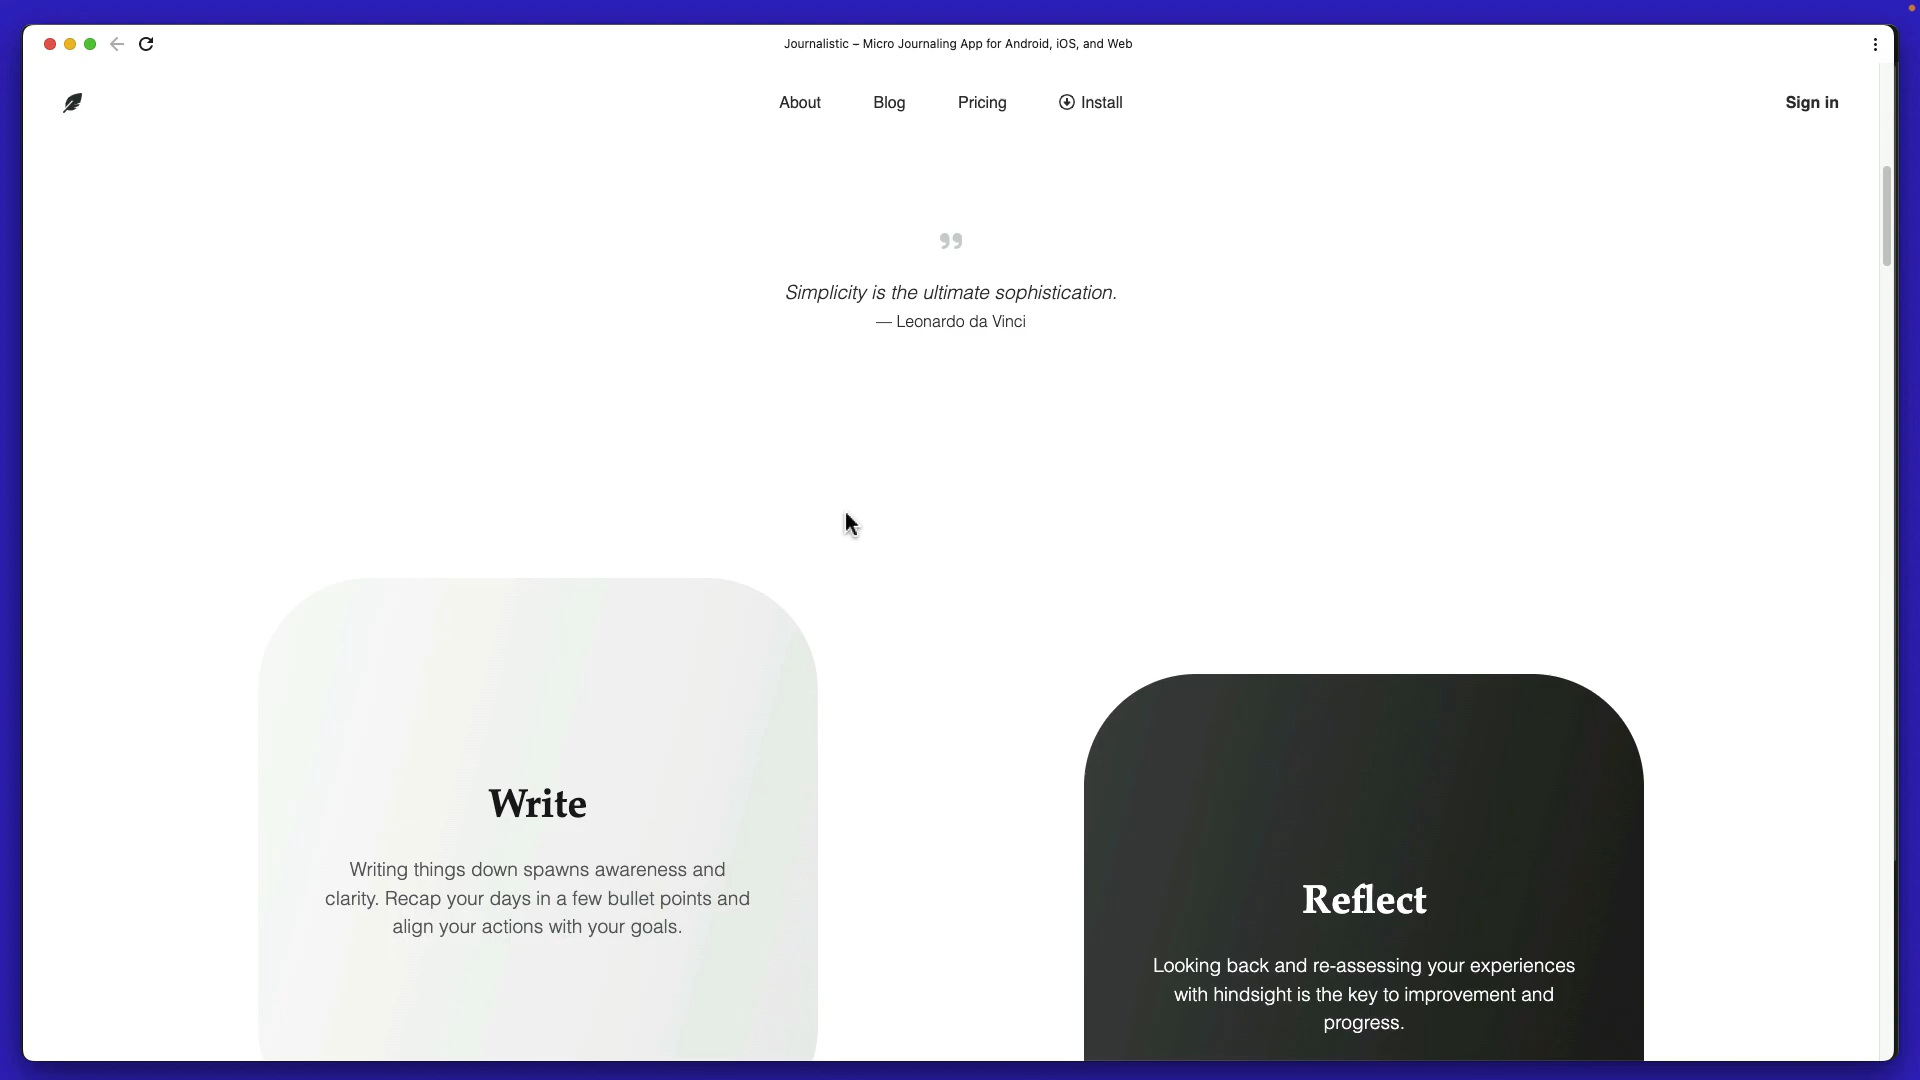 Journalistic – Micro Journaling App for Android, iOS, and Web
About
Blog
Pricing
Install
Sign in
”
Simplicity is the ultimate sophistication.
— Leonardo da Vinci
Write
Writing things down spawns awareness and
clarity. Recap your days in a few bullet points and
align your actions with your goals.
Reflect
Looking back and re-assessing your experiences
with hindsight is the key to improvement and
progress.